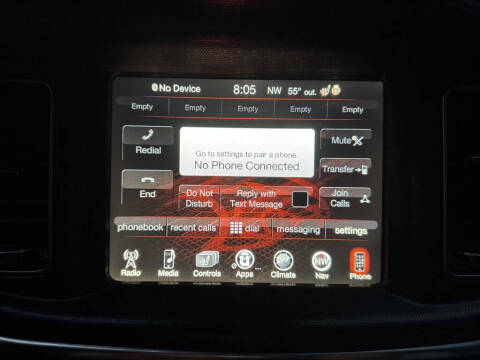 No Device 8:05 NW 55° out.
Empty Empty Empty Empty Empty
Redial
Go to settings to pair a phone.
No Phone Connected
Mute
Transfer
End
Do Not Disturb
Reply with Text Message
Join Calls
phonebook recent calls dial messaging settings
Radio Media Controls Apps Climate Nav Phone
NW